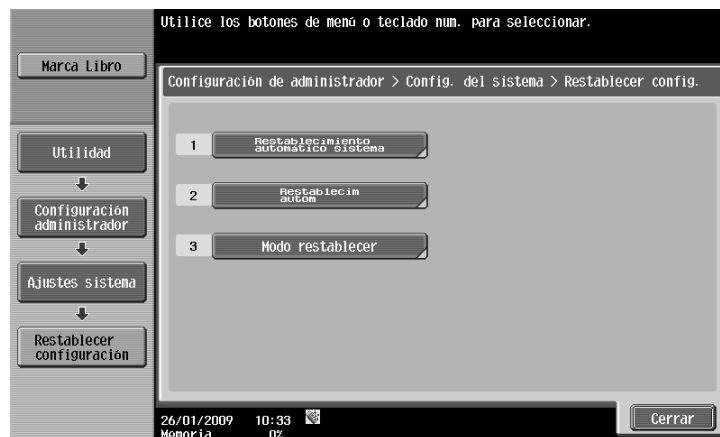 Utilice los botones de menú o teclado num. para seleccionar.
Marca Libro
Configuración de administrador > Config. del sistema > Restablecer config.
Utilidad
Configuración
administrador
Ajustes sistema
Restablecer
configuración
1
Restablecimiento
automático sistema
2
Restablecim
autom
3
Modo restablecer
26/01/2009 10:33
Memoria 0%
Cerrar